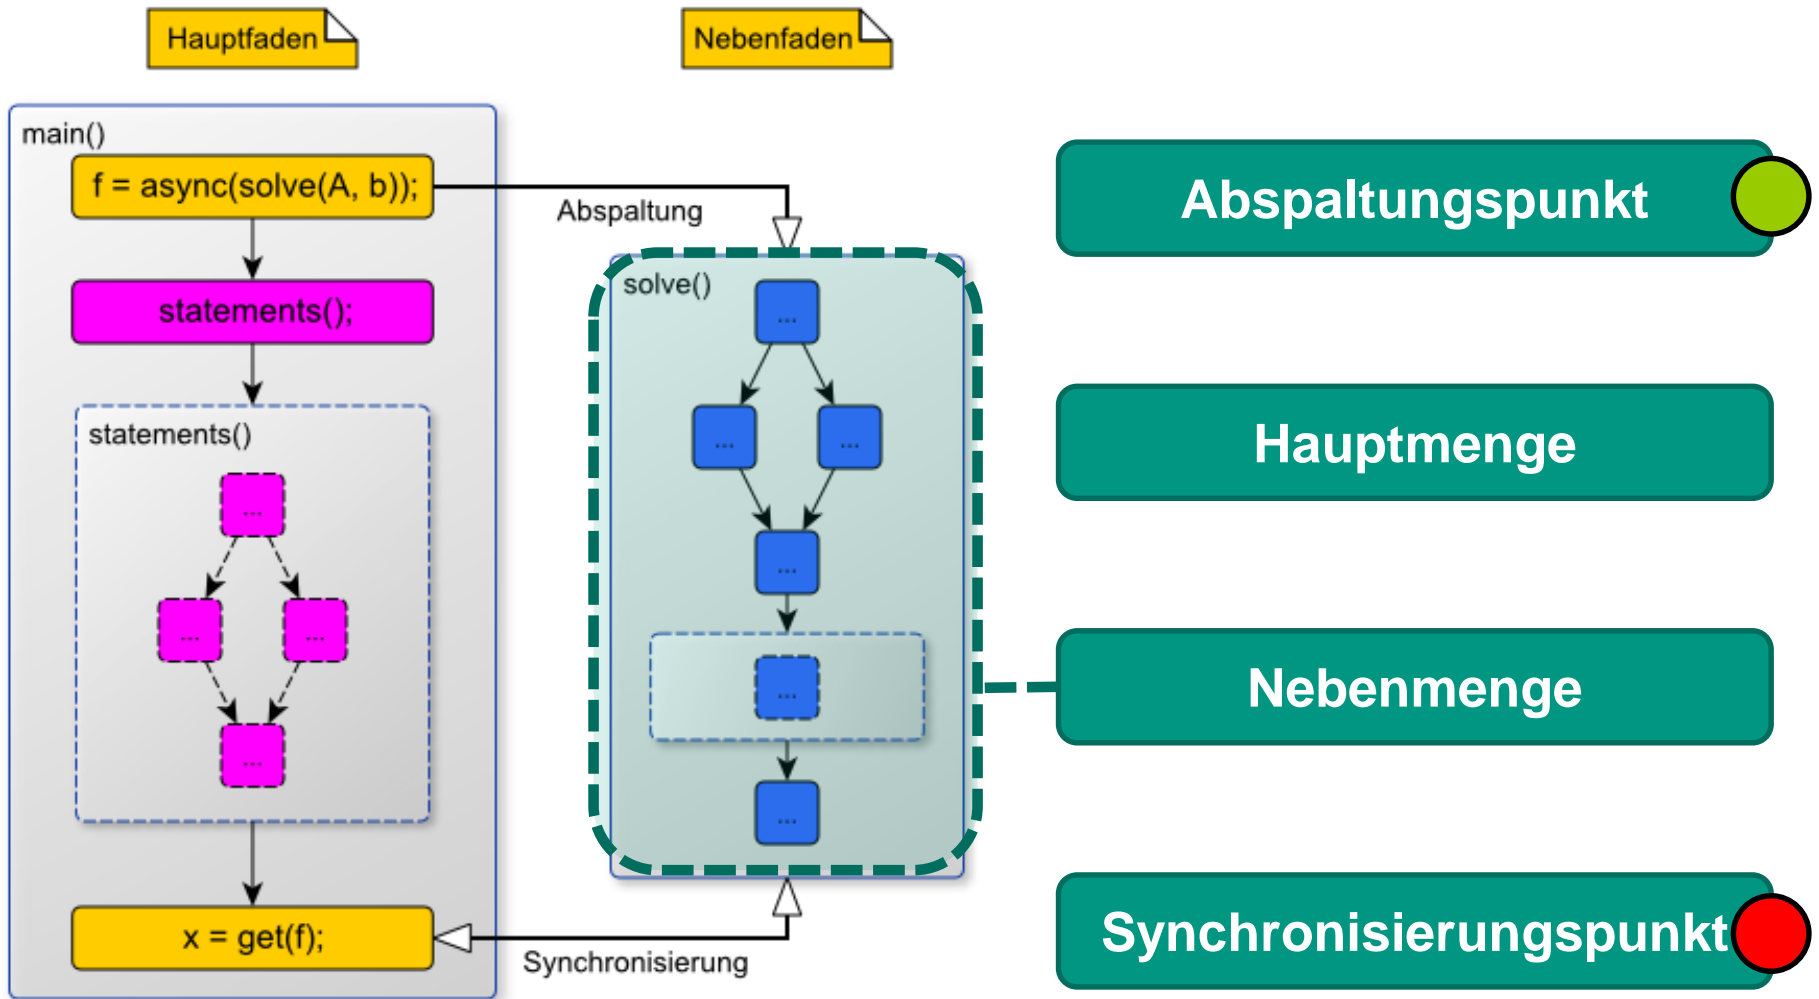 Hauptfaden
Nebenfaden
main()
f = async(solve(A, b));
Abspaltung
Abspaltungspunkt
statements();
solve()
...
statements()
...
...
Hauptmenge
...
...
...
...
...
Nebenmenge
...
...
x = get(f);
Synchronisierung
Synchronisierungspunkt